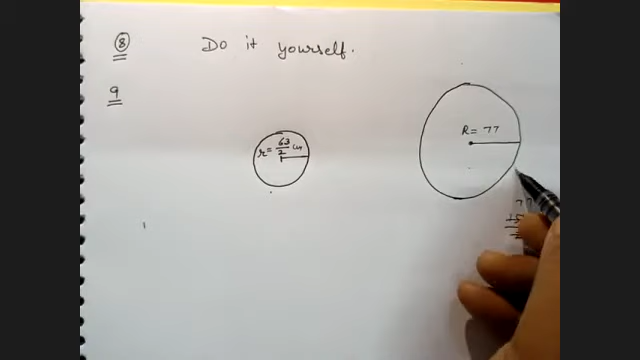 8 Do it yourself.
9
r = 63/2 cm
R = 77